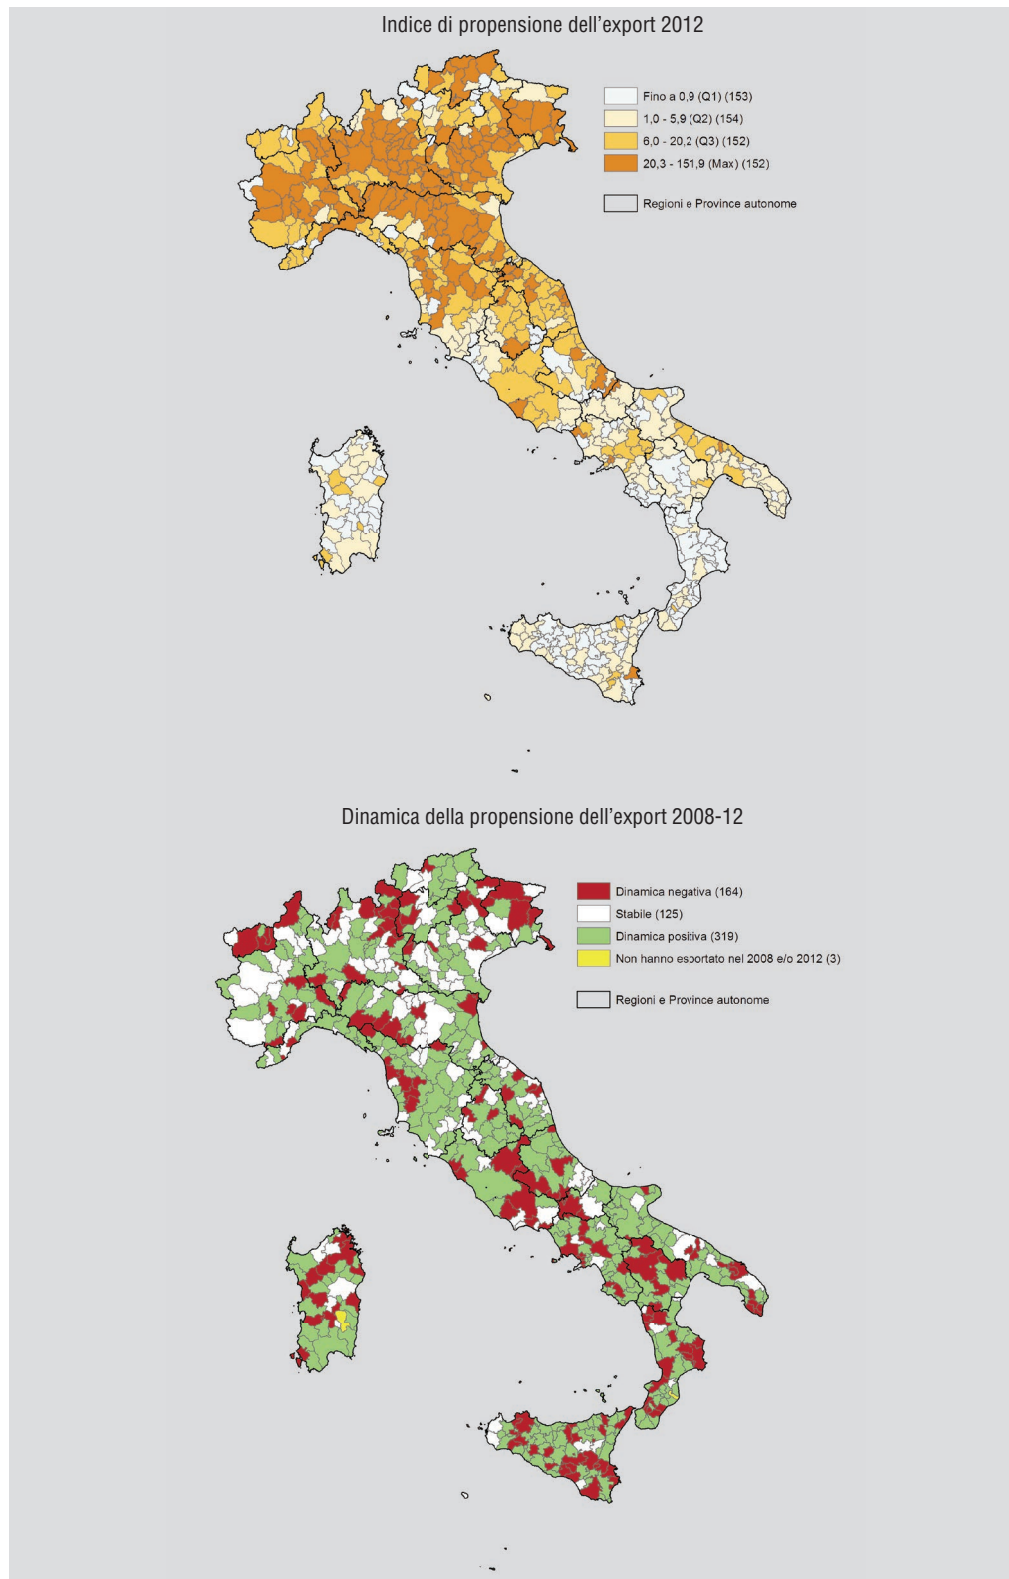 Indice di propensione dell'export 2012
Fino a 0,9 (Q1) (153)
1,0 - 5,9 (Q2) (154)
6,0 - 20,2 (Q3) (152)
20,3 - 151,9 (Max) (152)
Regioni e Province autonome
Dinamica della propensione dell'export 2008-12
Dinamica negativa (164)
Stabile (125)
Dinamica positiva (319)
Non hanno esportato nel 2008 e/o 2012 (3)
Regioni e Province autonome